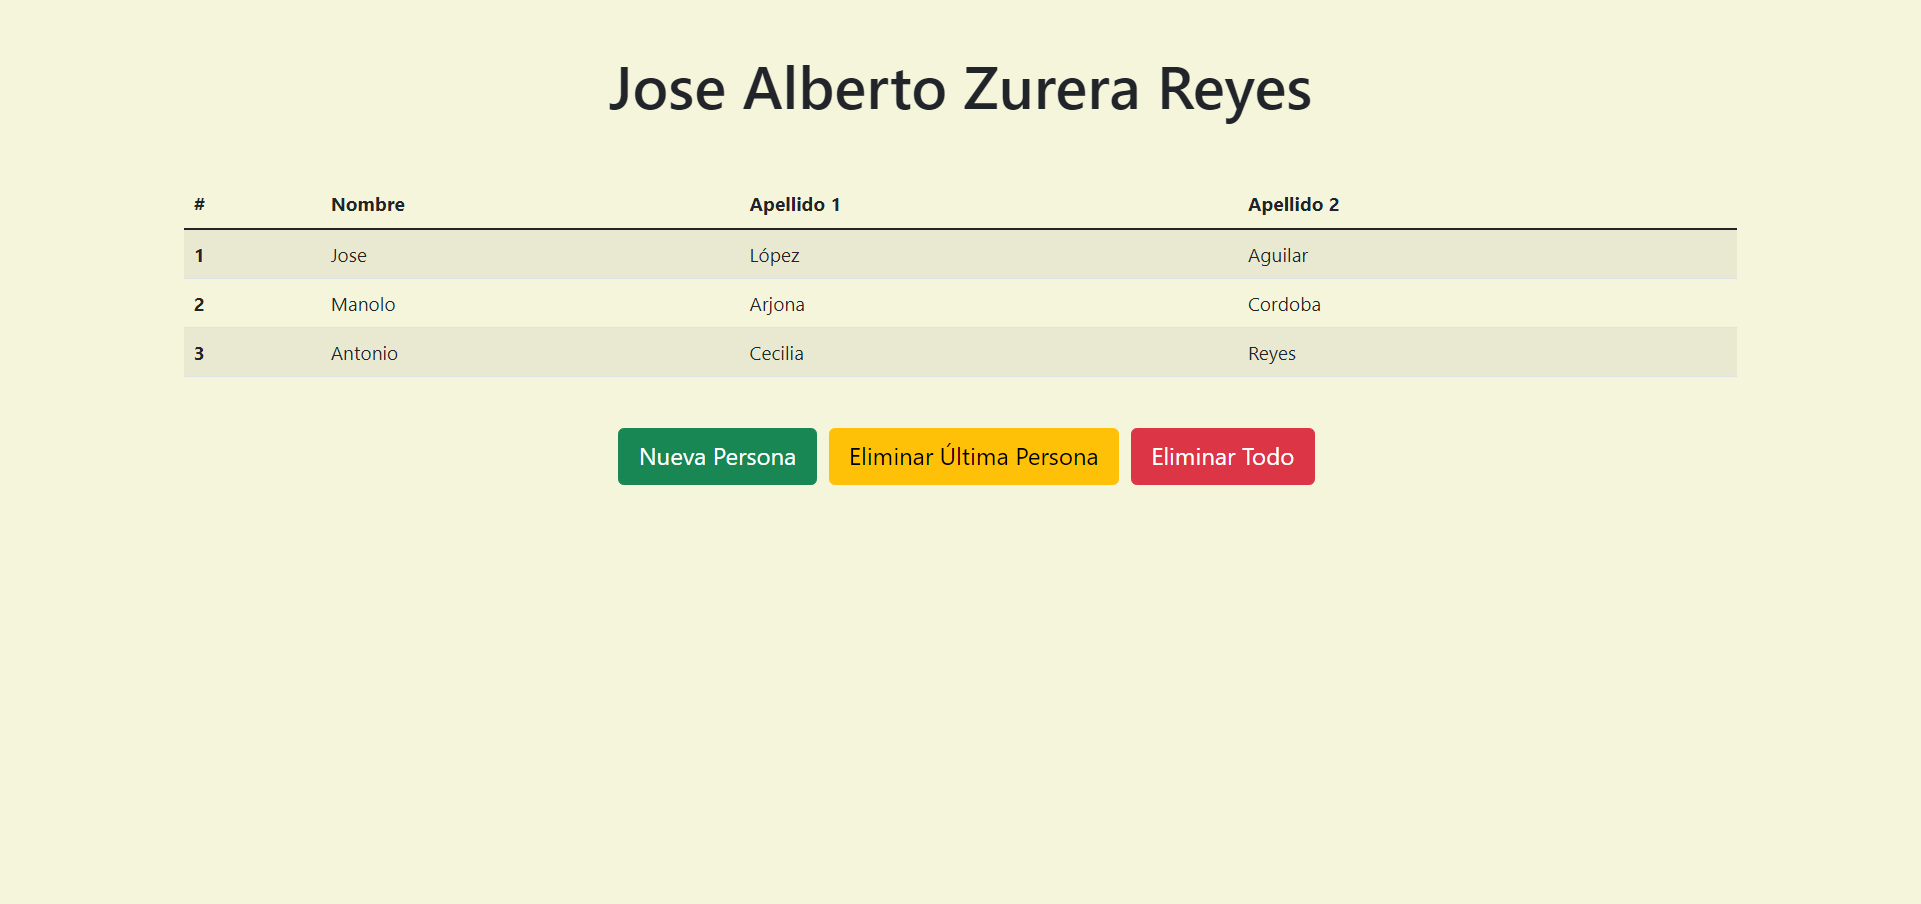 Jose Alberto Zurera Reyes
# Nombre Apellido 1 Apellido 2
1 Jose López Aguilar
2 Manolo Arjona Cordoba
3 Antonio Cecilia Reyes
Nueva Persona Eliminar Última Persona Eliminar Todo